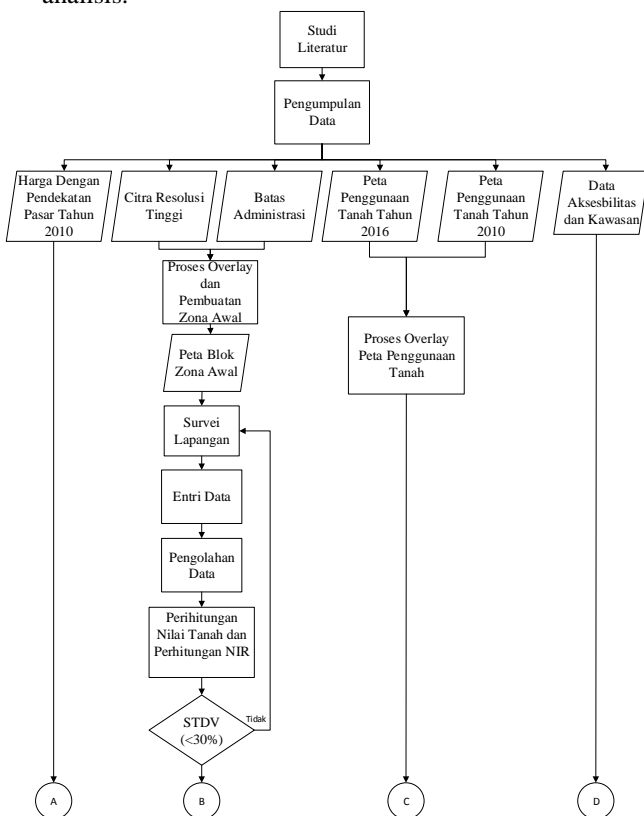 analisis.
Studi
Literatur
Pengumpulan
Data
Harga Dengan
Pendekatan
Pasar Tahun
2010
Citra Resolusi
Tinggi
Batas
Administrasi
Peta
Penggunaan
Tanah Tahun
2016
Peta
Penggunaan
Tanah Tahun
2010
Data
Aksesbilitas
dan Kawasan
Proses Overlay
dan
Pembuatan
Zona Awal
Peta Blok
Zona Awal
Proses Overlay
Peta Penggunaan
Tanah
Survei
Lapangan
Entri Data
Pengolahan
Data
Perihitungan
Nilai Tanah dan
Perhitungan NIR
STDV
(<30%)
Tidak
A
B
C
D